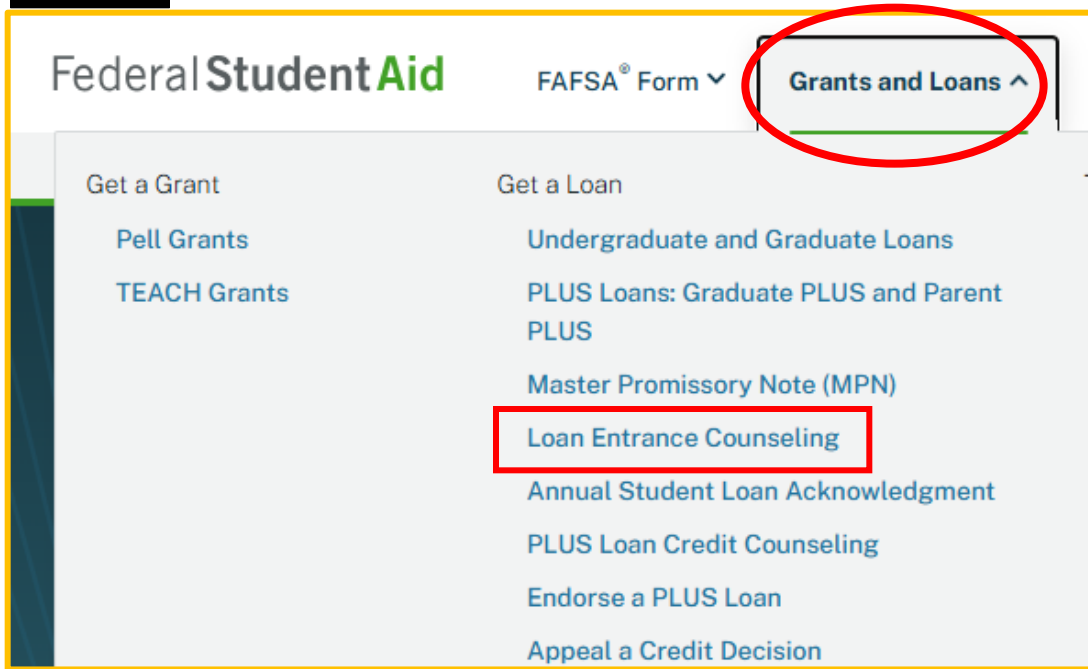 Federal Student Aid
FAFSA® Form
Grants and Loans
Get a Grant
Pell Grants
TEACH Grants
Get a Loan
Undergraduate and Graduate Loans
PLUS Loans: Graduate PLUS and Parent
PLUS
Master Promissory Note (MPN)
Loan Entrance Counseling
Annual Student Loan Acknowledgment
PLUS Loan Credit Counseling
Endorse a PLUS Loan
Appeal a Credit Decision